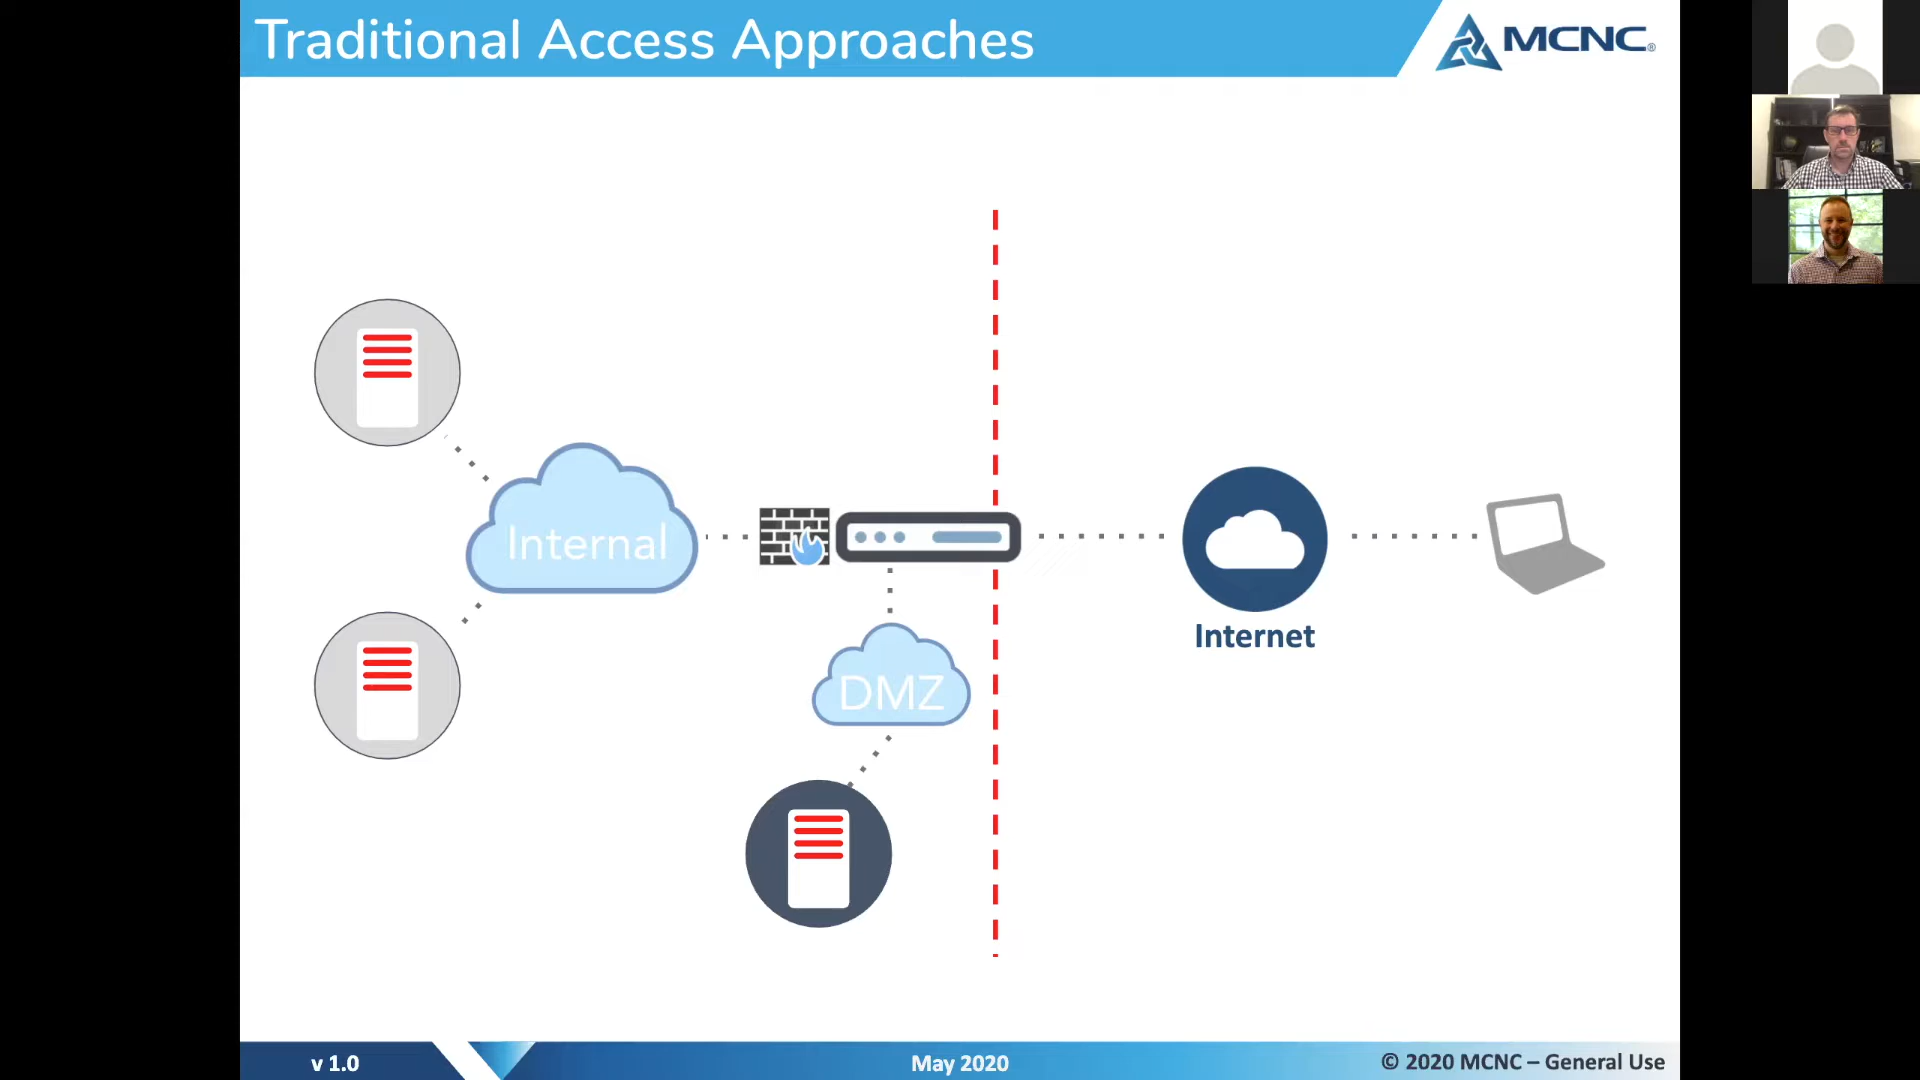 Traditional Access Approaches
MCNC®
Internal
DMZ
Internet
v 1.0
May 2020
© 2020 MCNC – General Use